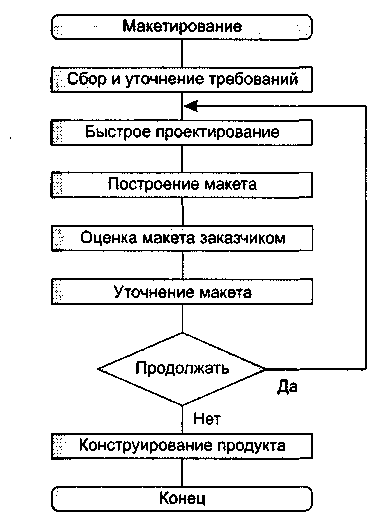 Макетирование
Сбор и уточнение требований
Быстрое проектирование
Построение макета
Оценка макета заказчиком
Уточнение макета
Продолжать
Да
Нет
Конструирование продукта
Конец